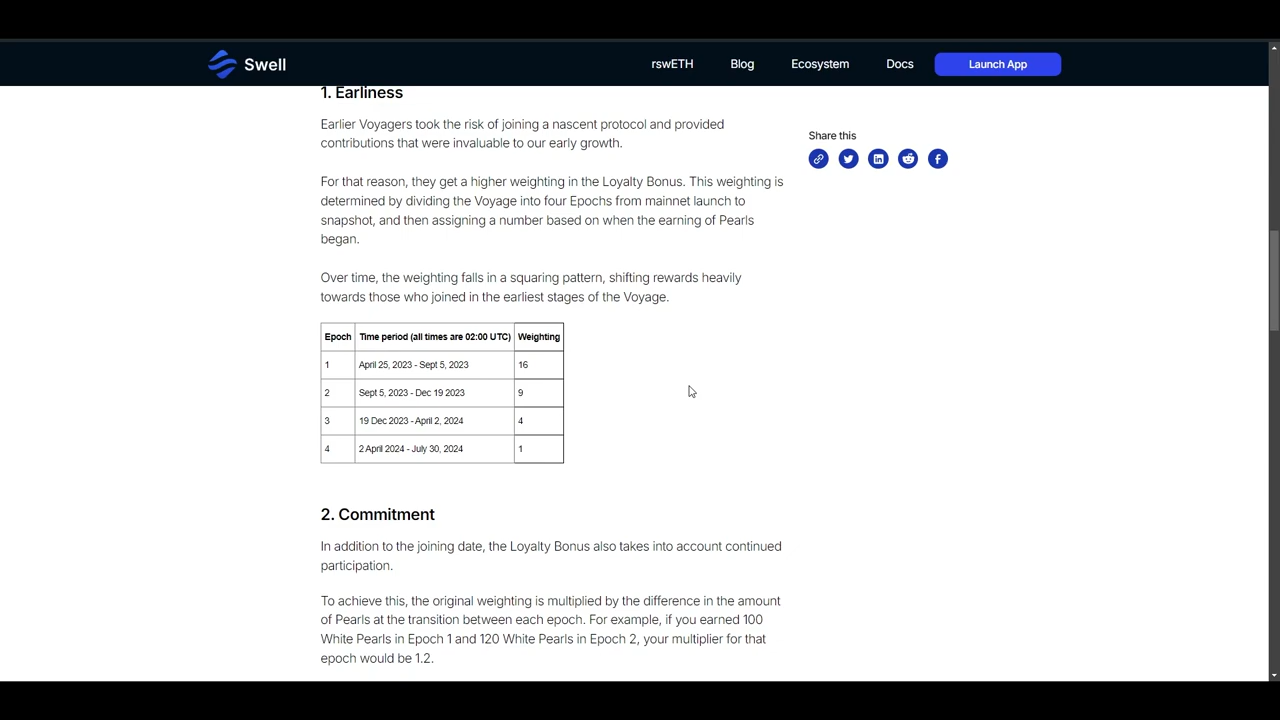 Swell
rswETH Blog Ecosystem Docs Launch App
1. Earliness
Earlier Voyagers took the risk of joining a nascent protocol and provided
contributions that were invaluable to our early growth.
Share this
For that reason, they get a higher weighting in the Loyalty Bonus. This weighting is
determined by dividing the Voyage into four Epochs from mainnet launch to
snapshot, and then assigning a number based on when the earning of Pearls
began.
Over time, the weighting falls in a squaring pattern, shifting rewards heavily
towards those who joined in the earliest stages of the Voyage.
Epoch Time period (all times are 02:00 UTC) Weighting
1 April 25, 2023 - Sept 5, 2023 16
2 Sept 5, 2023 - Dec 19 2023 9
3 19 Dec 2023 - April 2, 2024 4
4 2 April 2024 - July 30, 2024 1
2. Commitment
In addition to the joining date, the Loyalty Bonus also takes into account continued
participation.
To achieve this, the original weighting is multiplied by the difference in the amount
of Pearls at the transition between each epoch. For example, if you earned 100
White Pearls in Epoch 1 and 120 White Pearls in Epoch 2, your multiplier for that
epoch would be 1.2.